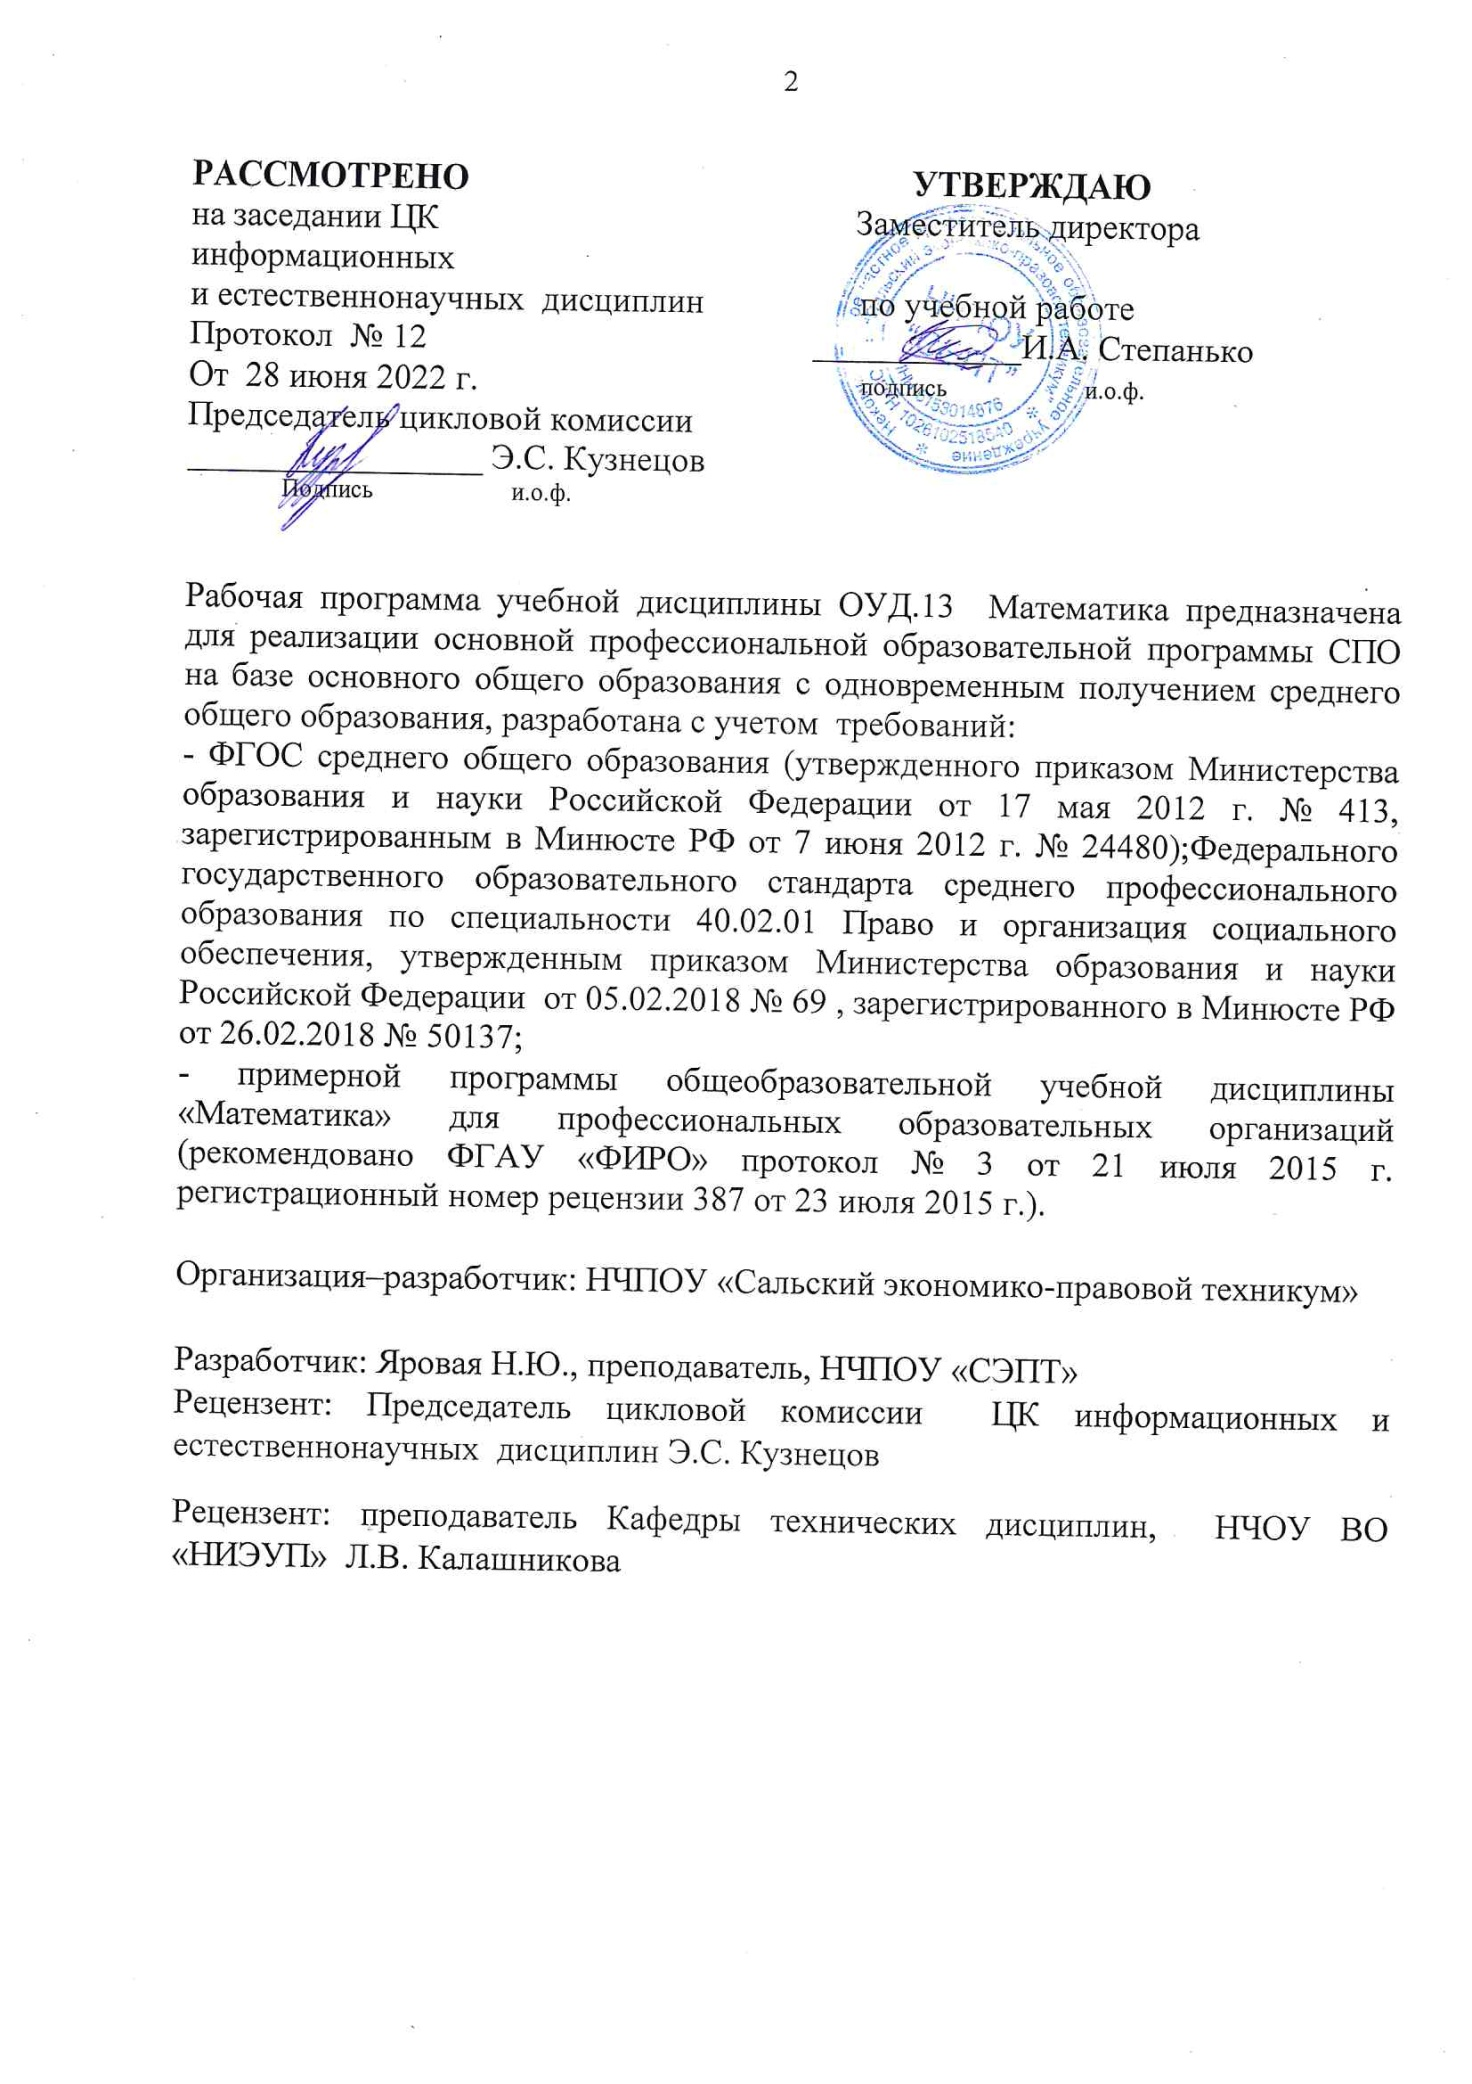 2
РАССМОТРЕНО
на заседании ЦК
информационных
и естественнонаучных дисциплин
Протокол № 12
От 28 июня 2022 г.
Председатель цикловой комиссии
Э.С. Кузнецов
Подпись и.о.ф.
УТВЕРЖДАЮ
Заместитель директора
по учебной работе
И.А. Степанько
подпись и.о.ф.
Рабочая программа учебной дисциплины ОУД.13 Математика предназначена
для реализации основной профессиональной образовательной программы СПО
на базе основного общего образования с одновременным получением среднего
общего образования, разработана с учетом требований:
- ФГОС среднего общего образования (утвержденного приказом Министерства
образования и науки Российской Федерации от 17 мая 2012 г. № 413,
зарегистрированным в Минюсте РФ от 7 июня 2012 г. № 24480);Федерального
государственного образовательного стандарта среднего профессионального
образования по специальности 40.02.01 Право и организация социального
обеспечения, утвержденным приказом Министерства образования и науки
Российской Федерации от 05.02.2018 № 69 , зарегистрированного в Минюсте РФ
от 26.02.2018 № 50137;
- примерной программы общеобразовательной учебной дисциплины
«Математика» для профессиональных образовательных организаций
(рекомендовано ФГАУ «ФИРО» протокол № 3 от 21 июля 2015 г.
регистрационный номер рецензии 387 от 23 июля 2015 г.).
Организация–разработчик: НЧПОУ «Сальский экономико-правовой техникум»
Разработчик: Яровая Н.Ю., преподаватель, НЧПОУ «СЭПТ»
Рецензент: Председатель цикловой комиссии ЦК информационных и
естественнонаучных дисциплин Э.С. Кузнецов
Рецензент: преподаватель Кафедры технических дисциплин, НЧОУ ВО
«НИЭУП» Л.В. Калашникова